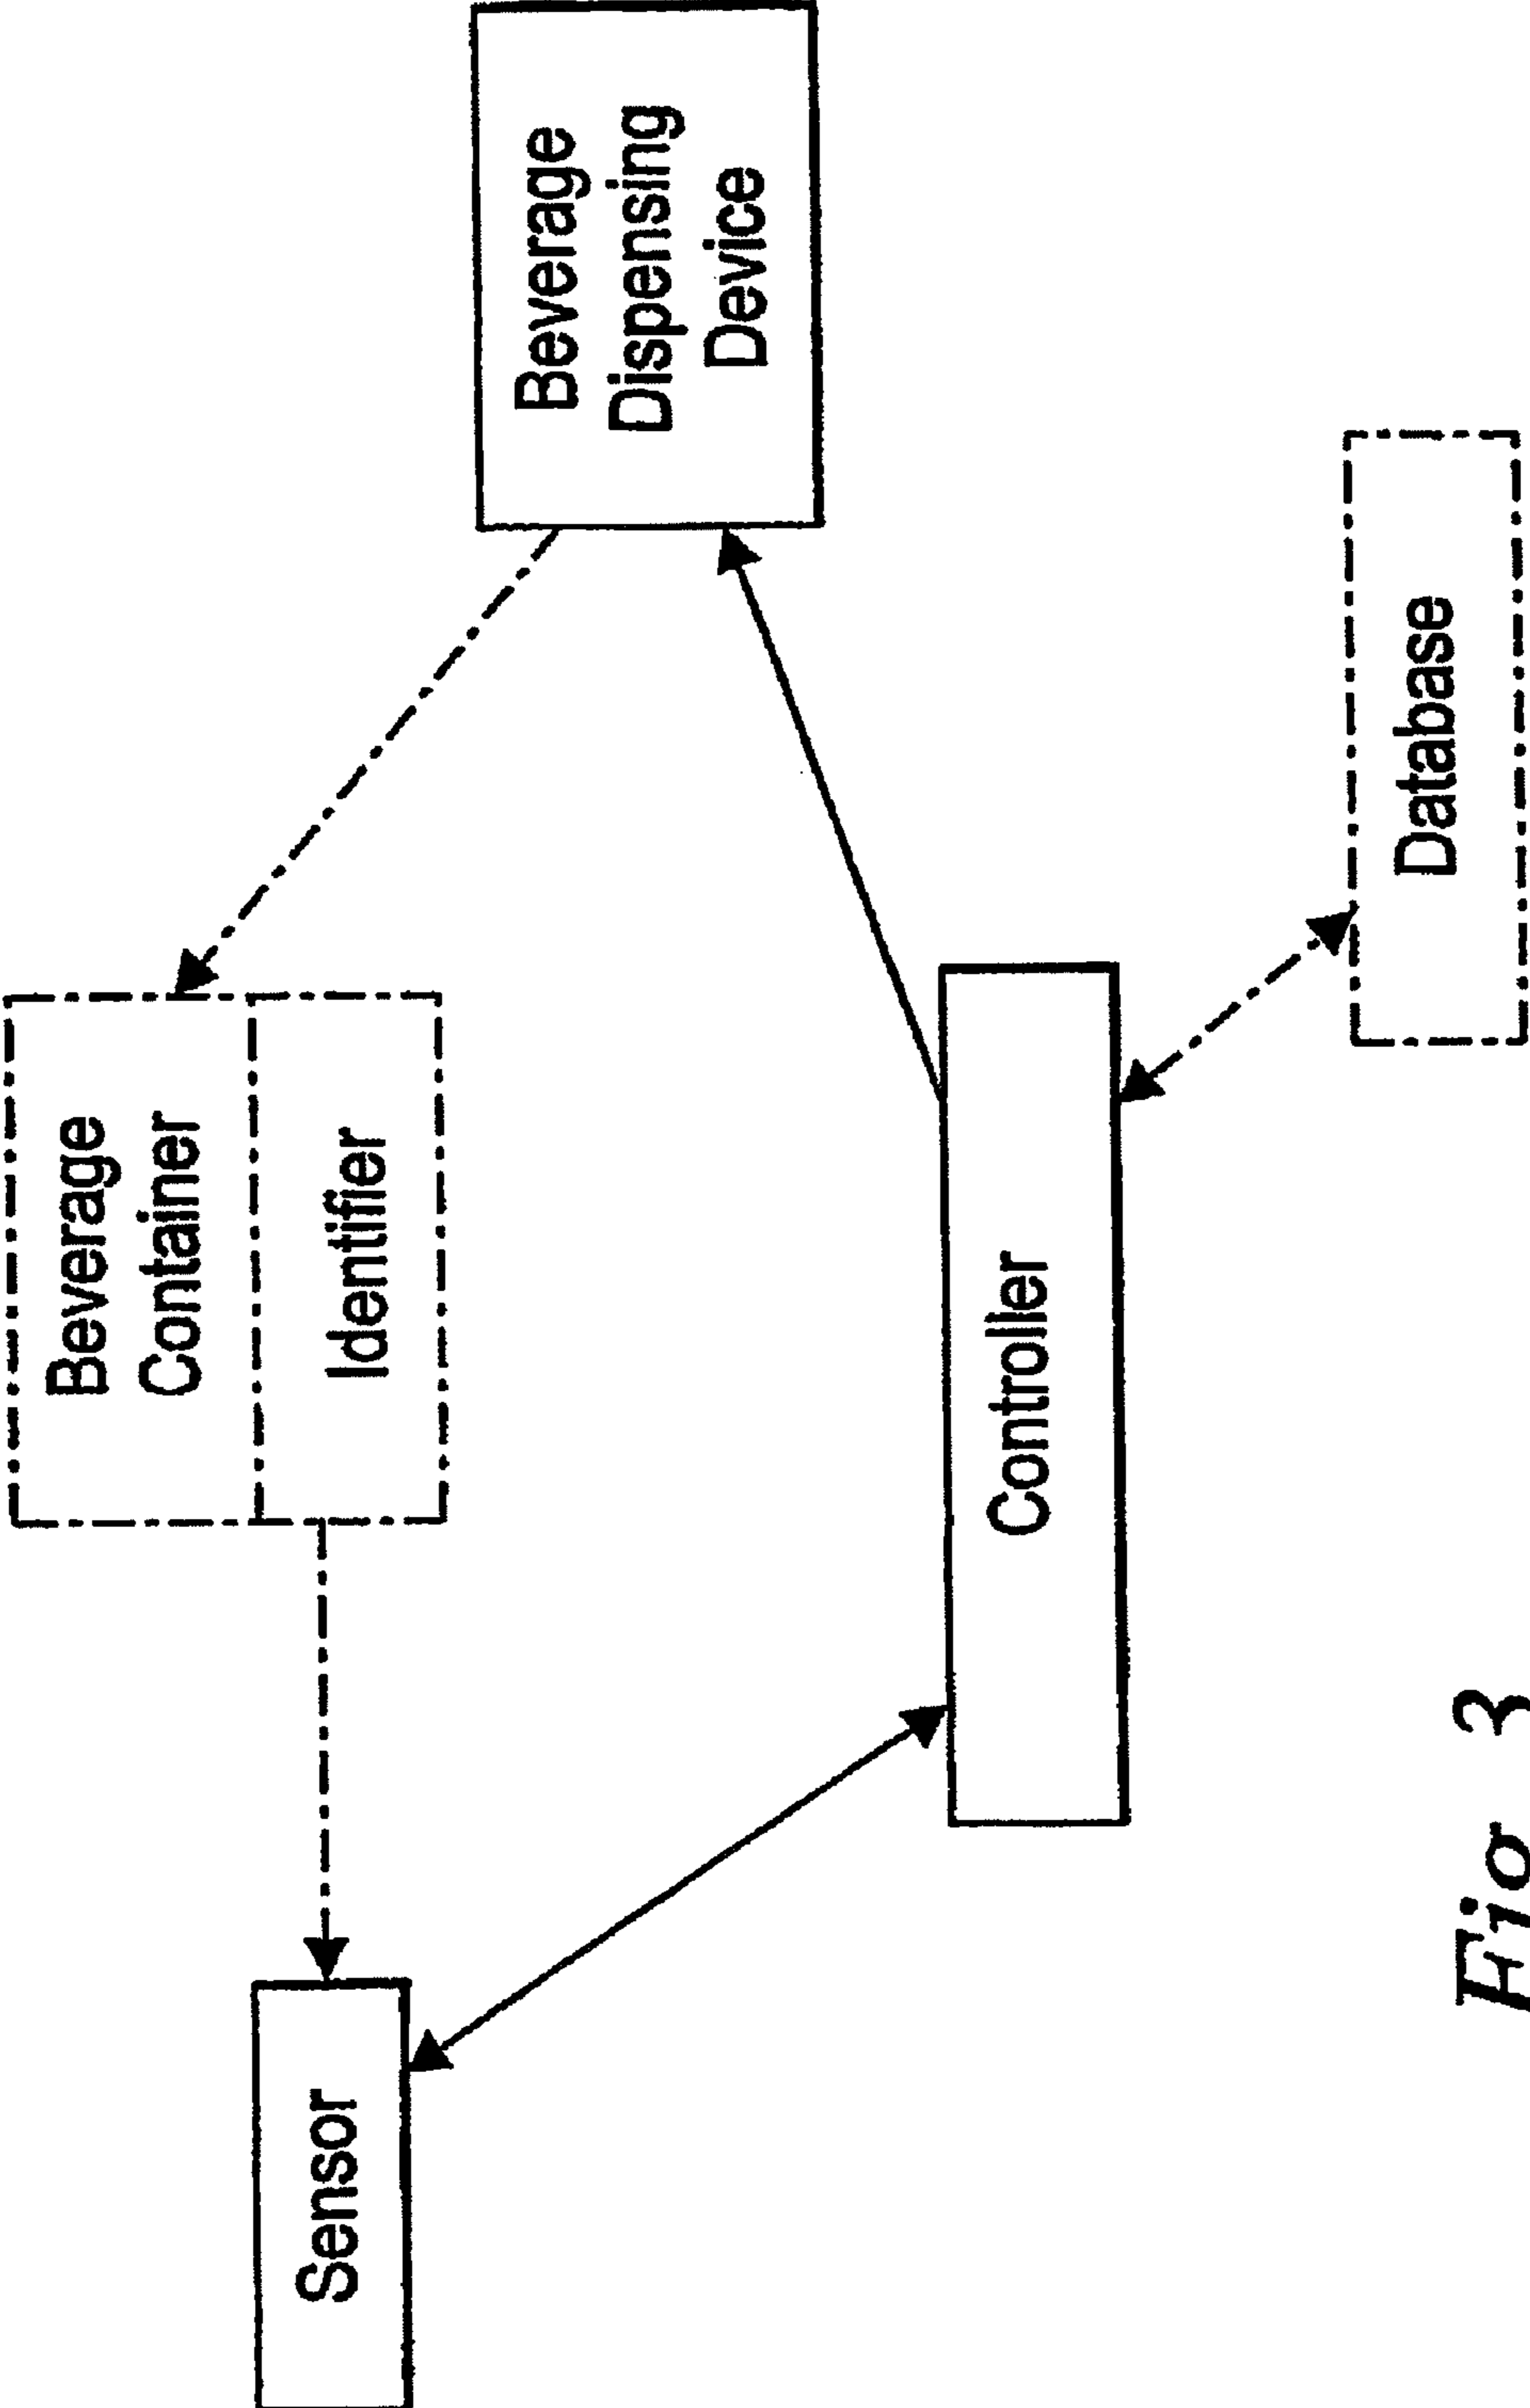 Beverage
Container
Identifier
Sensor
Beverage
Dispensing
Device
Controller
Database
Fig 3